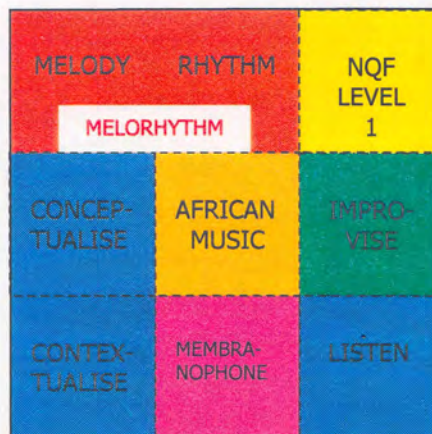 MELODY RHYTHM
NQF
LEVEL
1
MELORHYTHM
CONCEP-
TUALISE
AFRICAN
MUSIC
IMPRO-
VISE
CONTEX-
TUALISE
MEMBRA-
NOPHONE
LISTEN